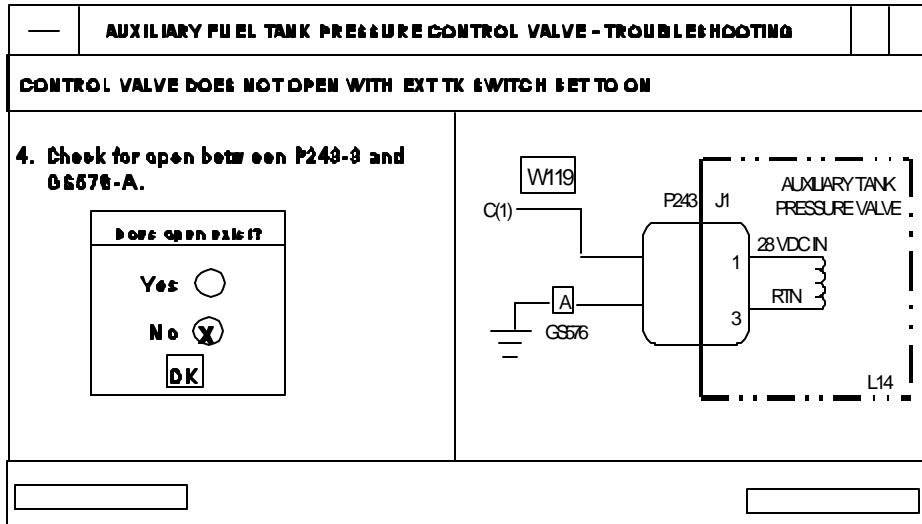 AUXILIARY FUEL TANK PRESSURE CONTROL VALVE - TROUBLESHOOTING
CONTROL VALVE DOES NOT OPEN WITH EXT TK SWITCH SET TO ON
4. Check for open between P243-3 and
GS576-A.
Does open exist?
Yes
No X
OK
W119
C(1)
A
GS576
P243
J1
AUXILIARY TANK
PRESSURE VALVE
28 VDC IN
1
RTN
3
L14